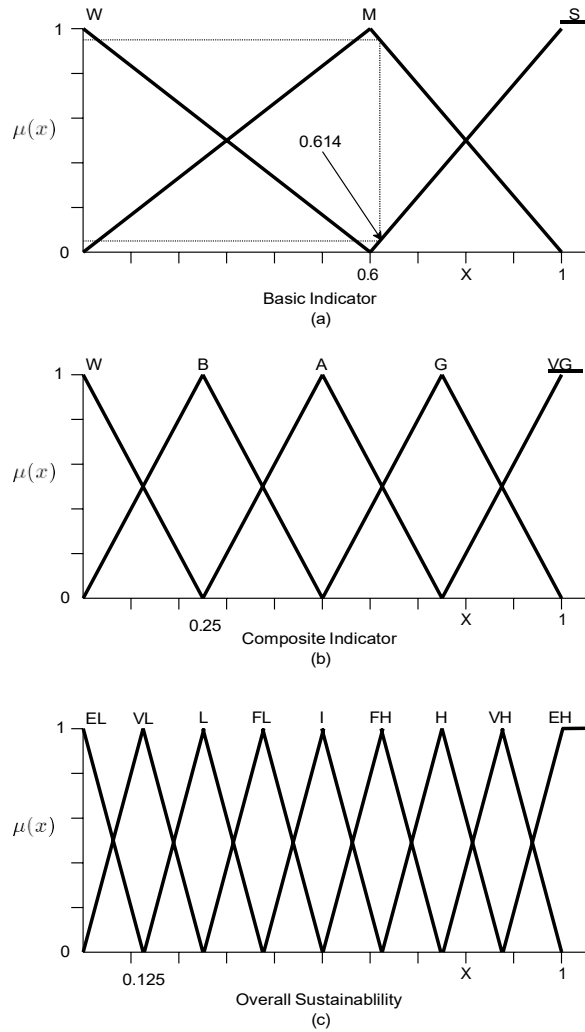 W M S
1
μ(x)
0.614
0
0.6 X 1
Basic Indicator
(a)
W B A G VG
1
μ(x)
0
0.25 X 1
Composite Indicator
(b)
EL VL L FL I FH H VH EH
1
μ(x)
0
0.125 X 1
Overall Sustainablility
(c)